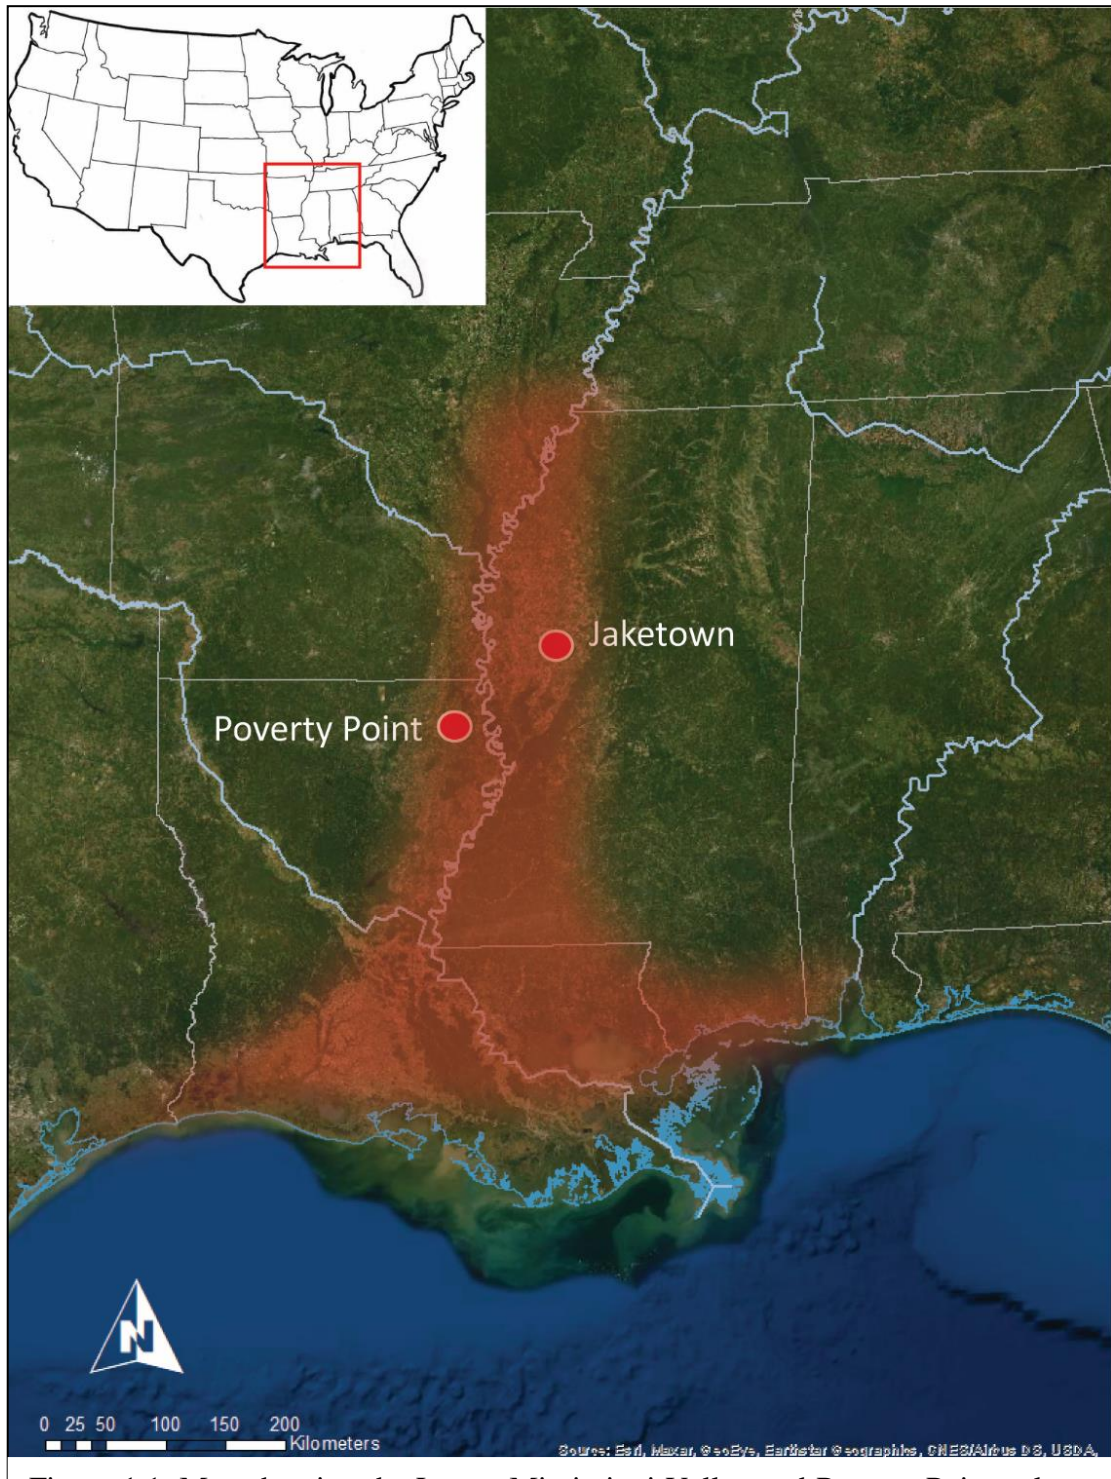 Jaketown
Poverty Point
N
0 25 50 100 150 200
Kilometers
Source: Esri, Maxar, GeoEye, Earthstar Geographics, CNES/Airbus DS, USDA,